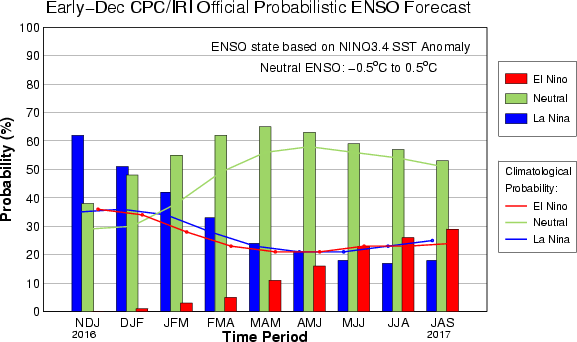 Early-Dec CPC/IRI Official Probabilistic ENSO Forecast
ENSO state based on NINO3.4 SST Anomaly
Neutral ENSO: -0.5°C to 0.5°C
Probability (%)
100
90
80
70
60
50
40
30
20
10
0
NDJ DJF JFM FMA MAM AMJ MJJ JJA JAS
2016 2017
Time Period
El Nino
Neutral
La Nina
Climatological
Probability:
El Nino
Neutral
La Nina